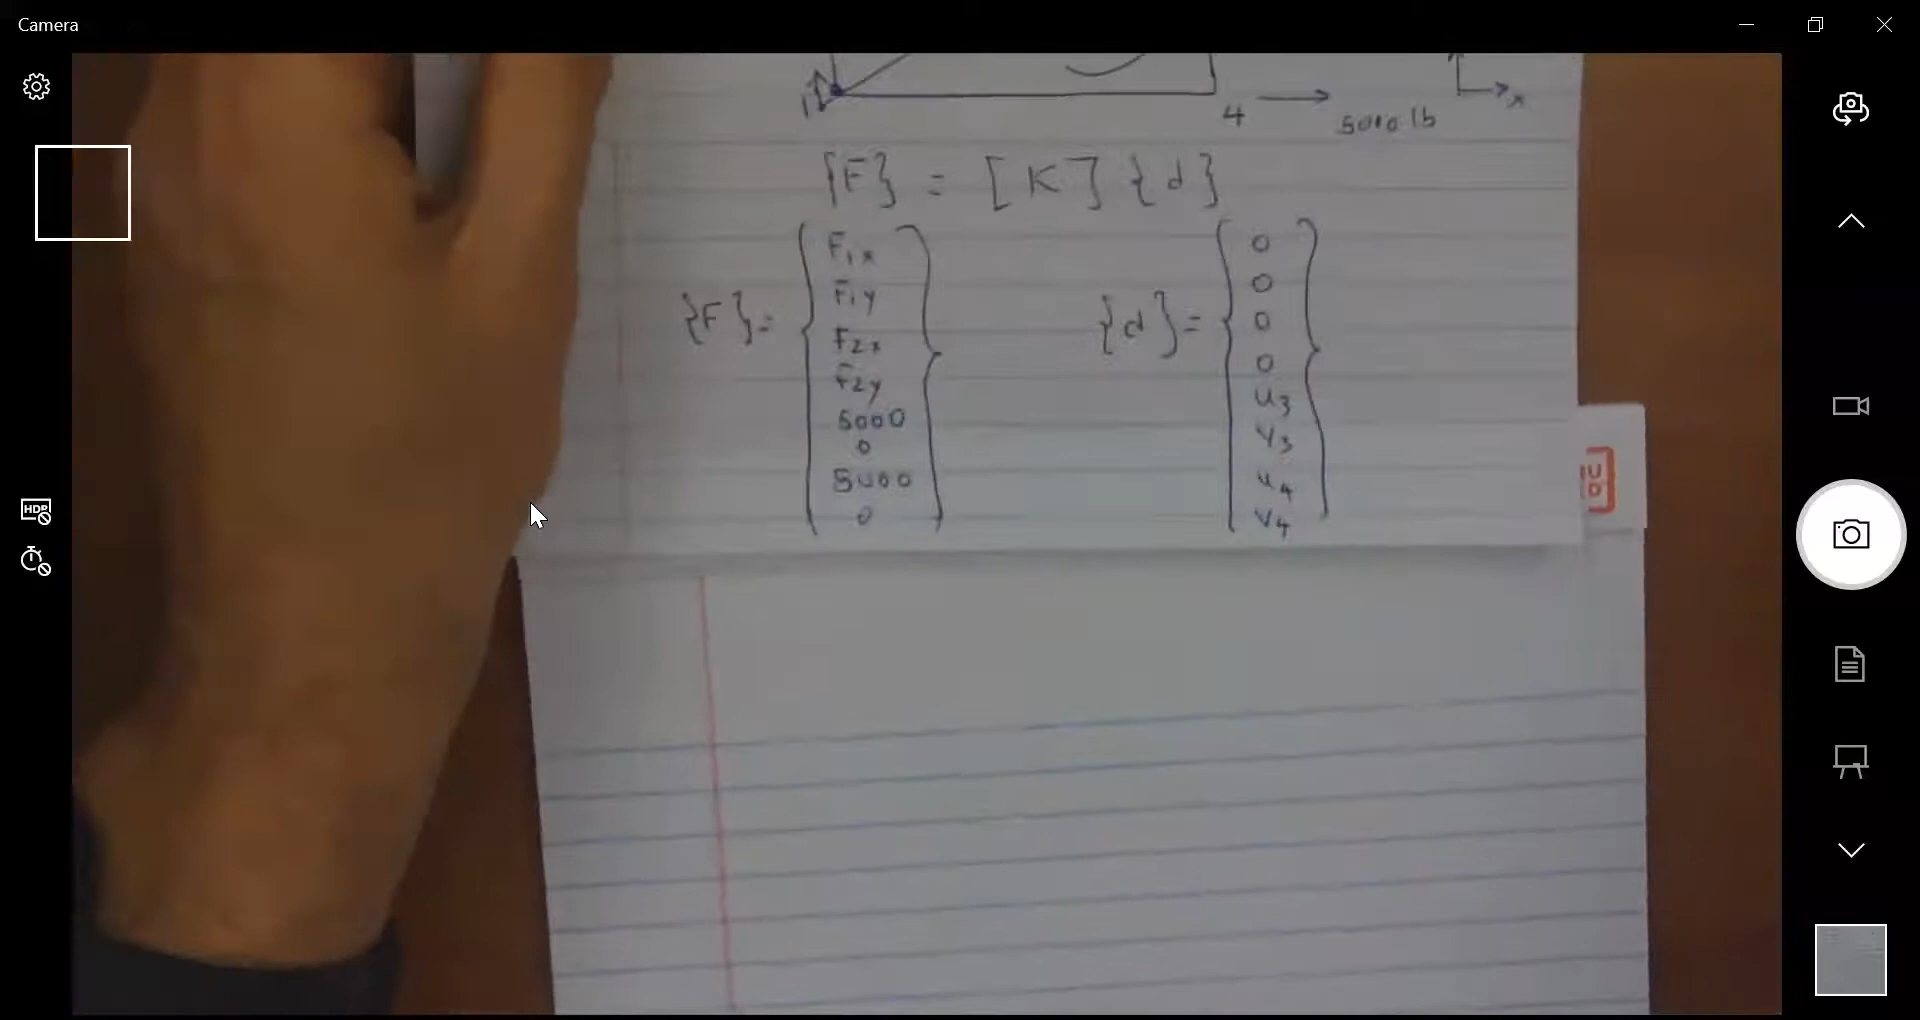 Camera
1
4
5000 lb
x
{F} = [K] {d}
{F} = { F1x
F1y
F2x
F2y
5000
0
5000
0 }
{d} = { 0
0
0
0
u3
v3
u4
v4 }
HDR